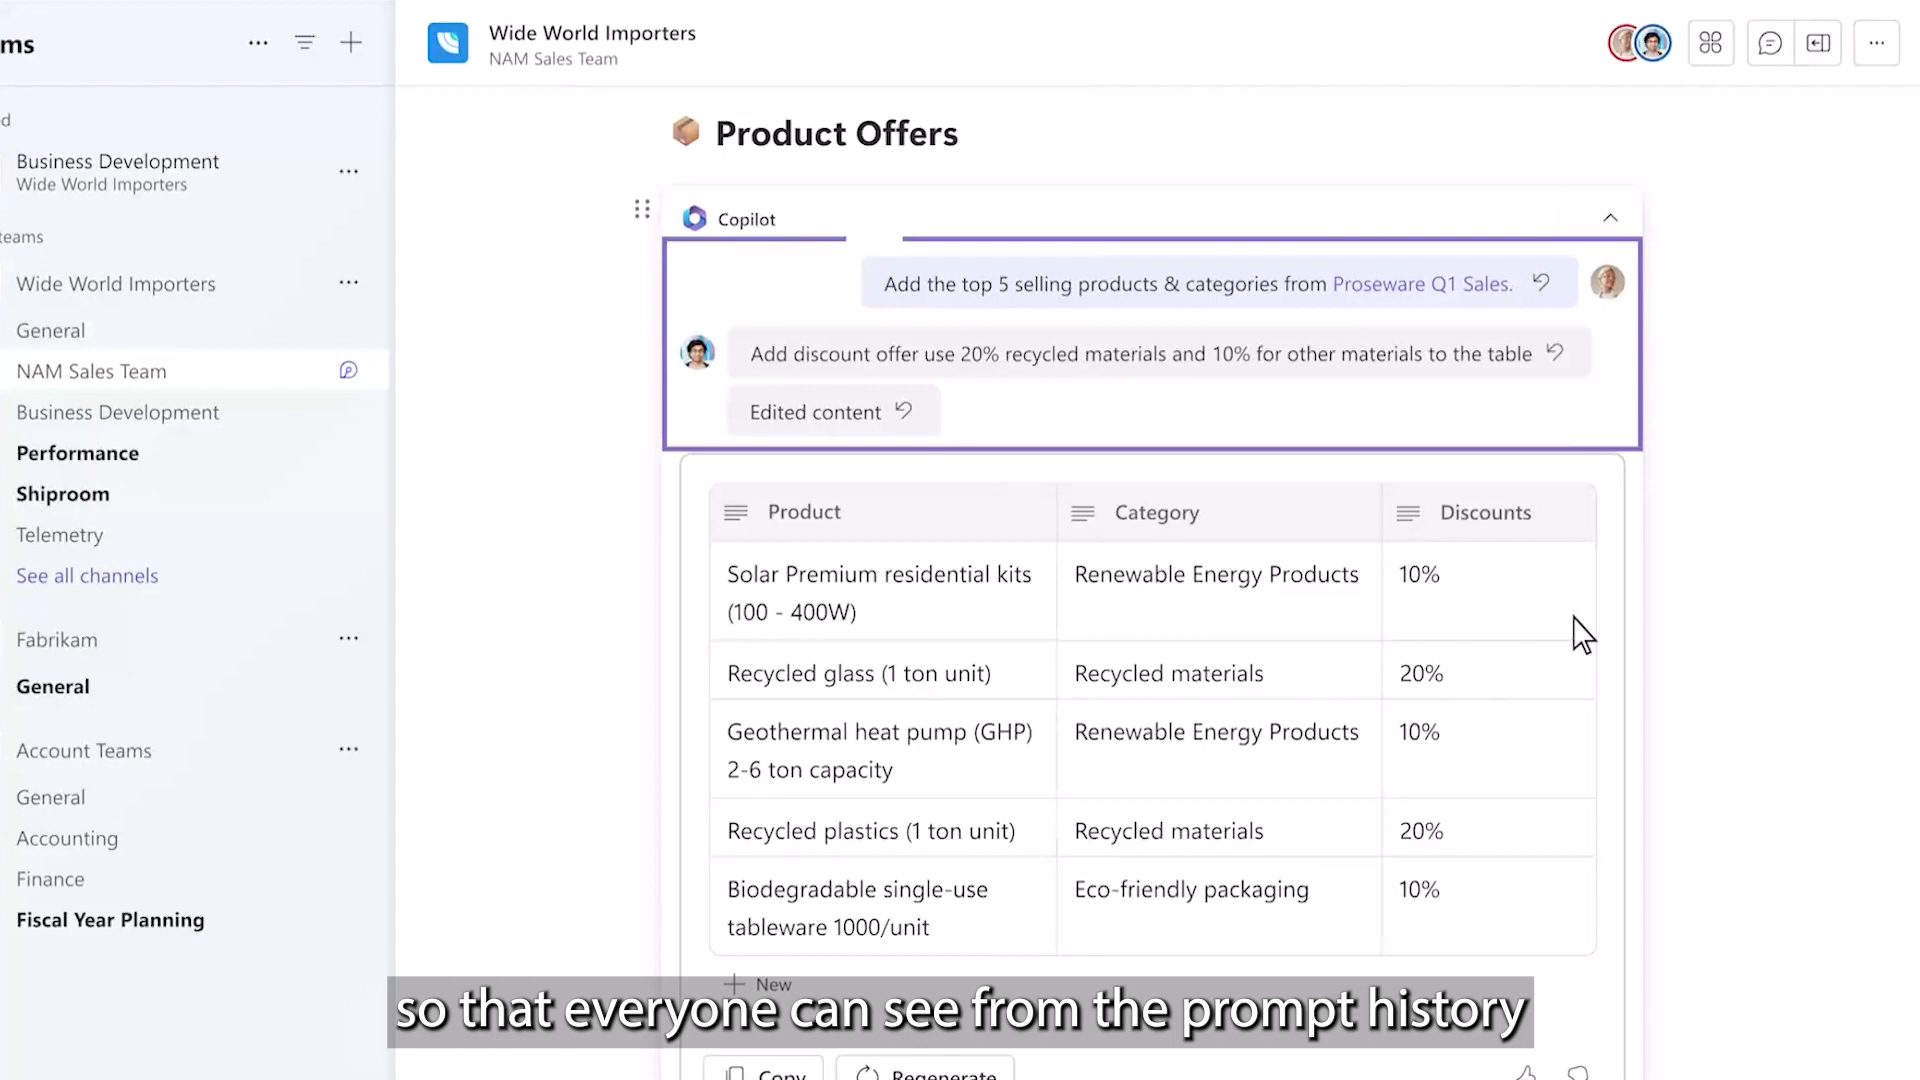 ms
Wide World Importers
NAM Sales Team
d
Business Development
Wide World Importers
teams
Wide World Importers
General
NAM Sales Team
Business Development
Performance
Shiproom
Telemetry
See all channels
Fabrikam
General
Account Teams
General
Accounting
Finance
Fiscal Year Planning
Product Offers
Copilot
Add the top 5 selling products & categories from Proseware Q1 Sales.
Add discount offer use 20% recycled materials and 10% for other materials to the table
Edited content
Product Category Discounts
Solar Premium residential kits Renewable Energy Products 10%
(100 - 400W)
Recycled glass (1 ton unit) Recycled materials 20%
Geothermal heat pump (GHP) Renewable Energy Products 10%
2-6 ton capacity
Recycled plastics (1 ton unit) Recycled materials 20%
Biodegradable single-use Eco-friendly packaging 10%
tableware 1000/unit
New
so that everyone can see from the prompt history
Copy Regenerate